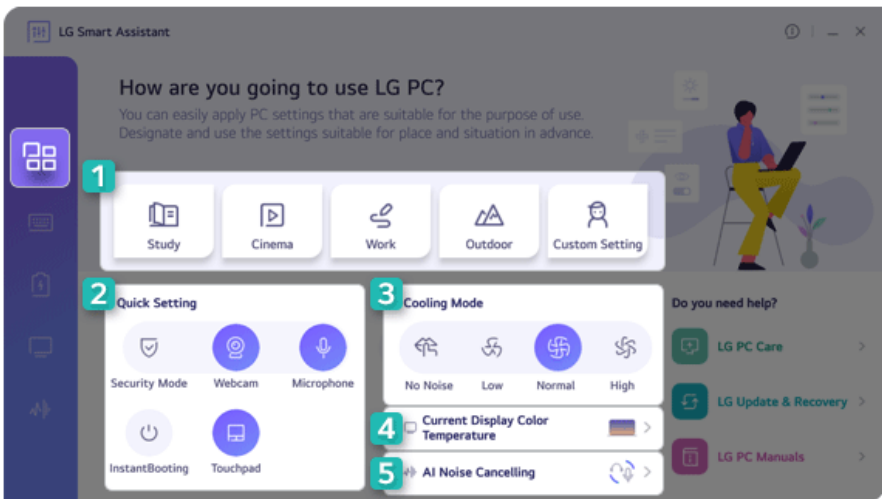 LG Smart Assistant
How are you going to use LG PC?
You can easily apply PC settings that are suitable for the purpose of use.
Designate and use the settings suitable for place and situation in advance.
1
Study
Cinema
Work
Outdoor
Custom Setting
2
Quick Setting
Security Mode
Webcam
Microphone
InstantBooting
Touchpad
3
Cooling Mode
No Noise
Low
Normal
High
4
Current Display Color
Temperature
5
AI Noise Cancelling
Do you need help?
LG PC Care
LG Update & Recovery
LG PC Manuals